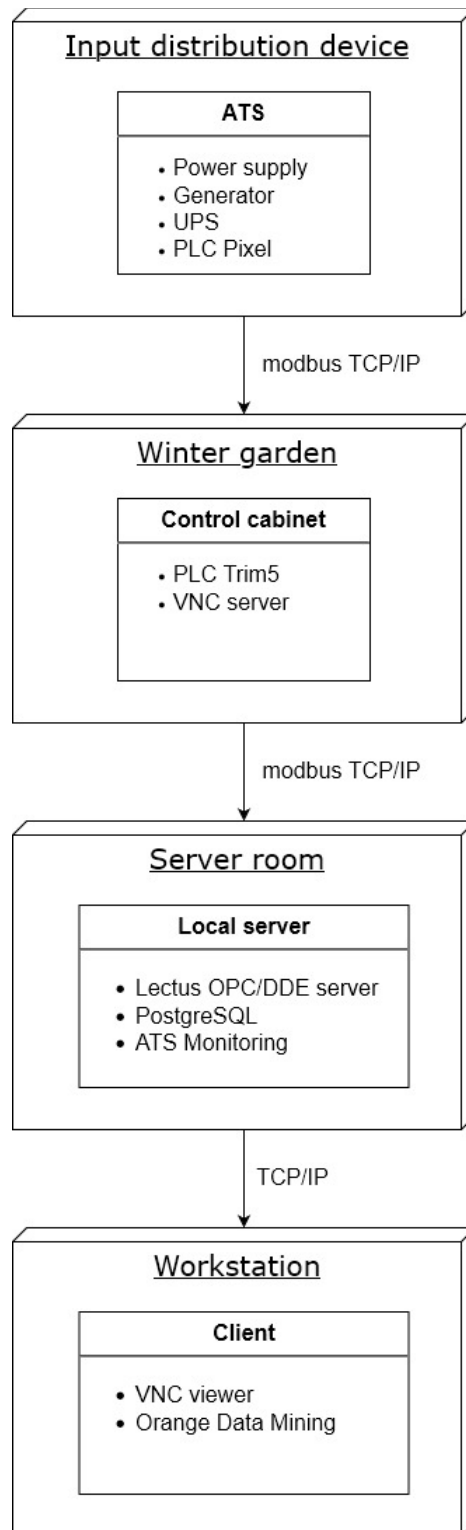 Input distribution device
ATS
• Power supply
• Generator
• UPS
• PLC Pixel
modbus TCP/IP
Winter garden
Control cabinet
• PLC Trim5
• VNC server
modbus TCP/IP
Server room
Local server
• Lectus OPC/DDE server
• PostgreSQL
• ATS Monitoring
TCP/IP
Workstation
Client
• VNC viewer
• Orange Data Mining